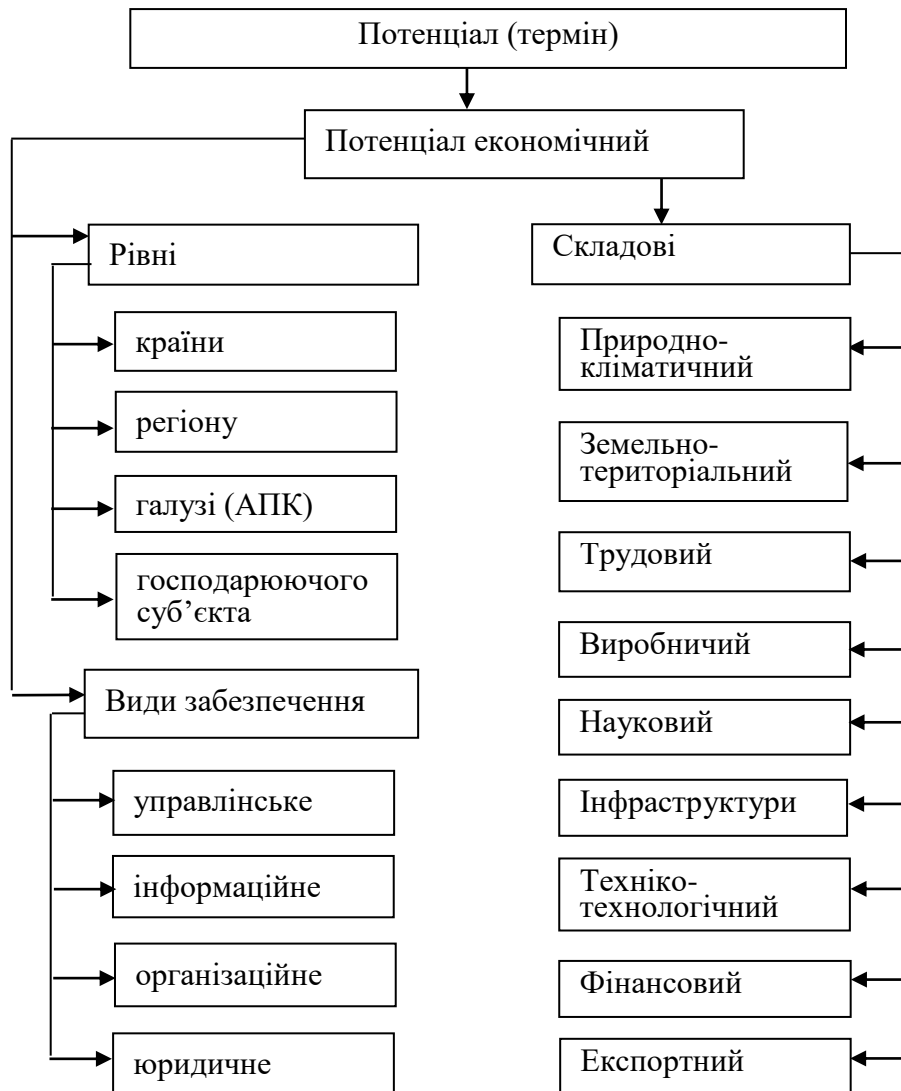 Потенціал (термін)
Потенціал економічний
Рівні
країни
регіону
галузі (АПК)
господарюючого
суб’єкта
Види забезпечення
управлінське
інформаційне
організаційне
юридичне
Складові
Природно-
кліматичний
Земельно-
територіальний
Трудовий
Виробничий
Науковий
Інфраструктури
Техніко-
технологічний
Фінансовий
Експортний